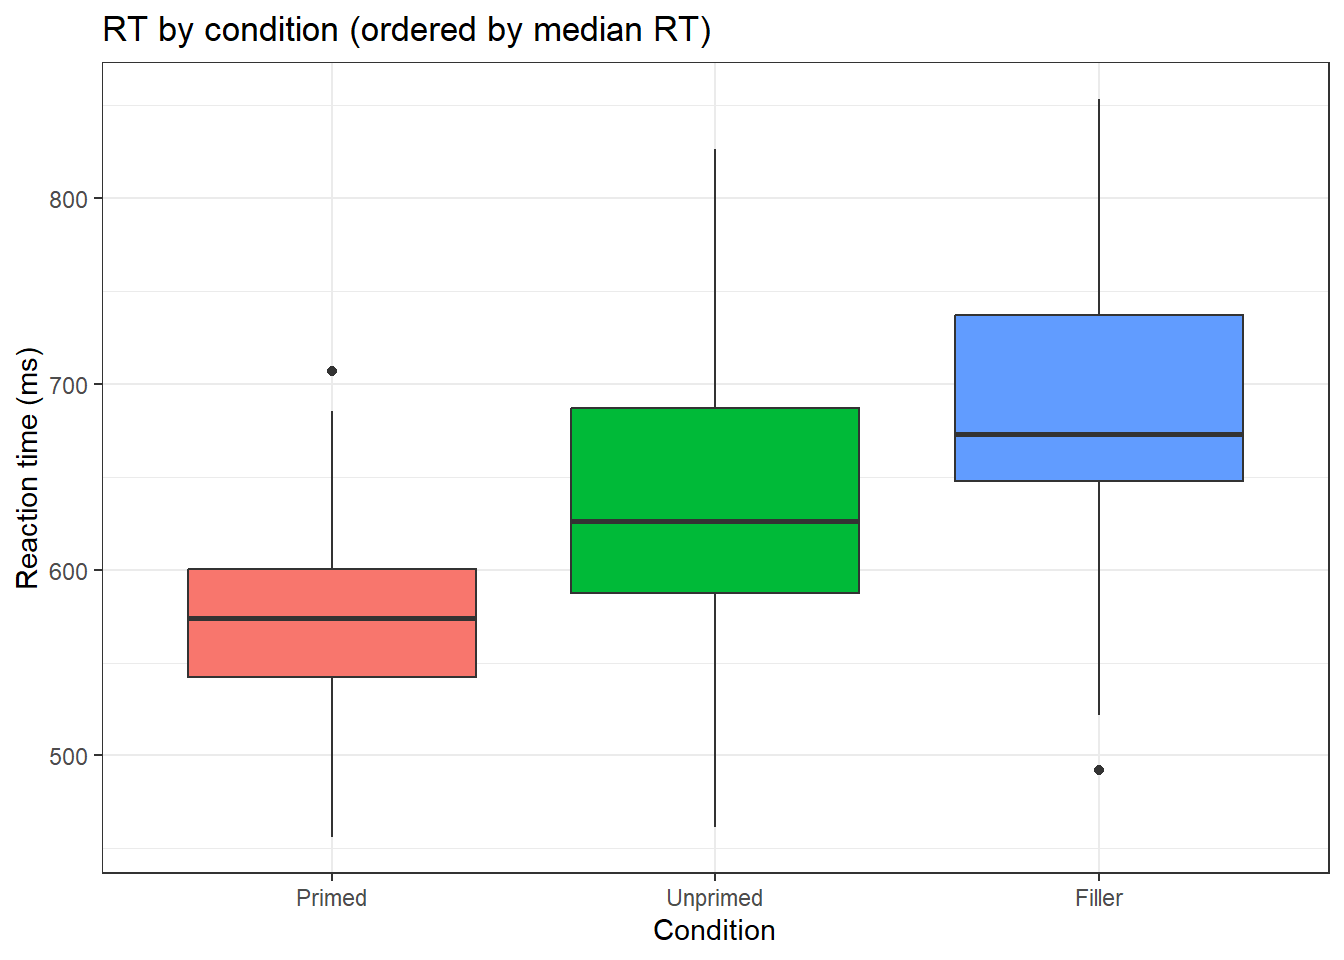 RT by condition (ordered by median RT)
Reaction time (ms)
800
700
600
500
Primed
Unprimed
Filler
Condition